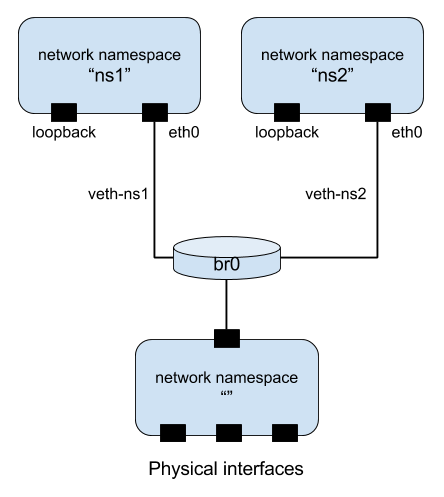 network namespace
“ns1”
network namespace
“ns2”
loopback
eth0
loopback
eth0
veth-ns1
veth-ns2
br0
network namespace
“”
Physical interfaces